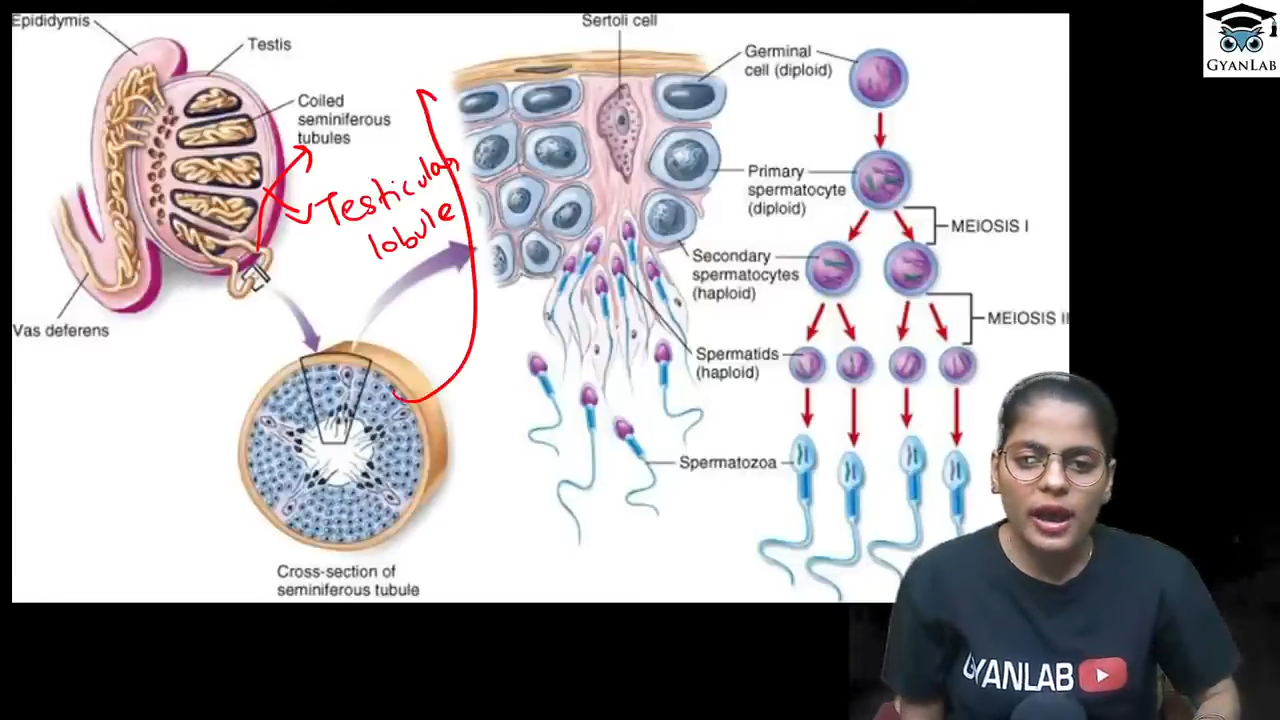 Epididymis
Testis
Coiled
seminiferous
tubules
Testicular
lobule
Vas deferens
Cross-section of
seminiferous tubule
Sertoli cell
Germinal
cell (diploid)
Primary
spermatocyte
(diploid)
MEIOSIS I
Secondary
spermatocytes
(haploid)
MEIOSIS II
Spermatids
(haploid)
Spermatozoa
GYANLAB
GYANLAB